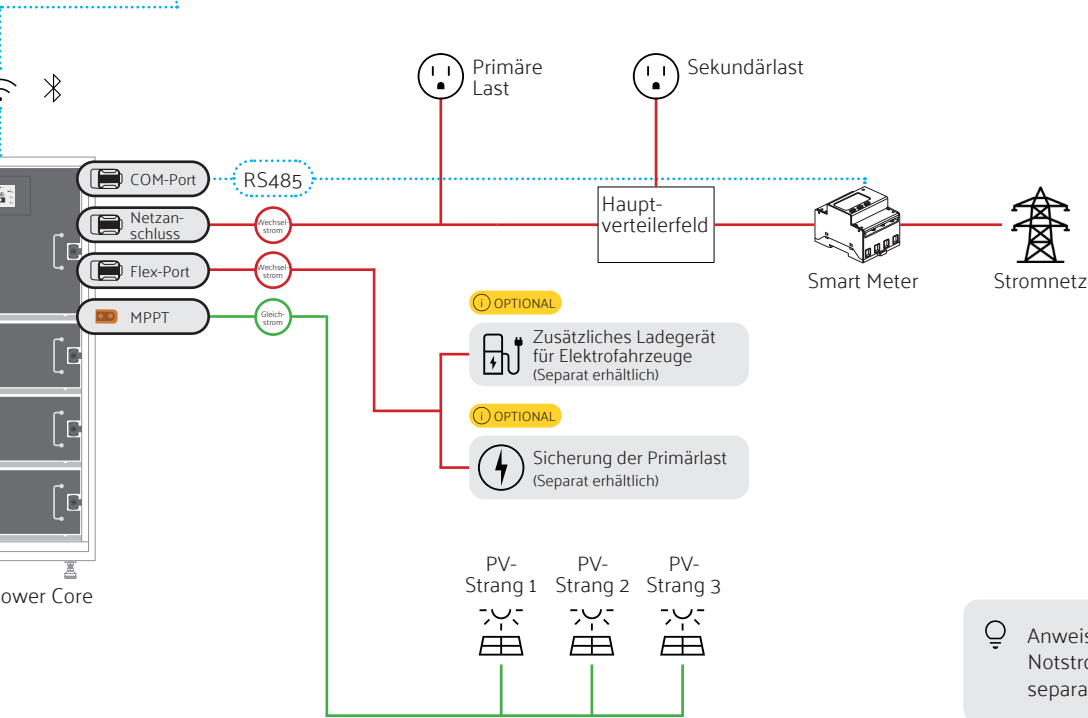 Primäre
Last
Sekundärlast
COM-Port
RS485
Netzan-
schluss
Wechsel-
strom
Haupt-
verteilerfeld
Flex-Port
Wechsel-
strom
Smart Meter
Stromnetz
MPPT
Gleich-
strom
OPTIONAL
Zusätzliches Ladegerät
für Elektrofahrzeuge
(Separat erhältlich)
OPTIONAL
Sicherung der Primärlast
(Separat erhältlich)
PV-
Strang 1
PV-
Strang 2
PV-
Strang 3
ower Core
Anweis
Notstro
separa